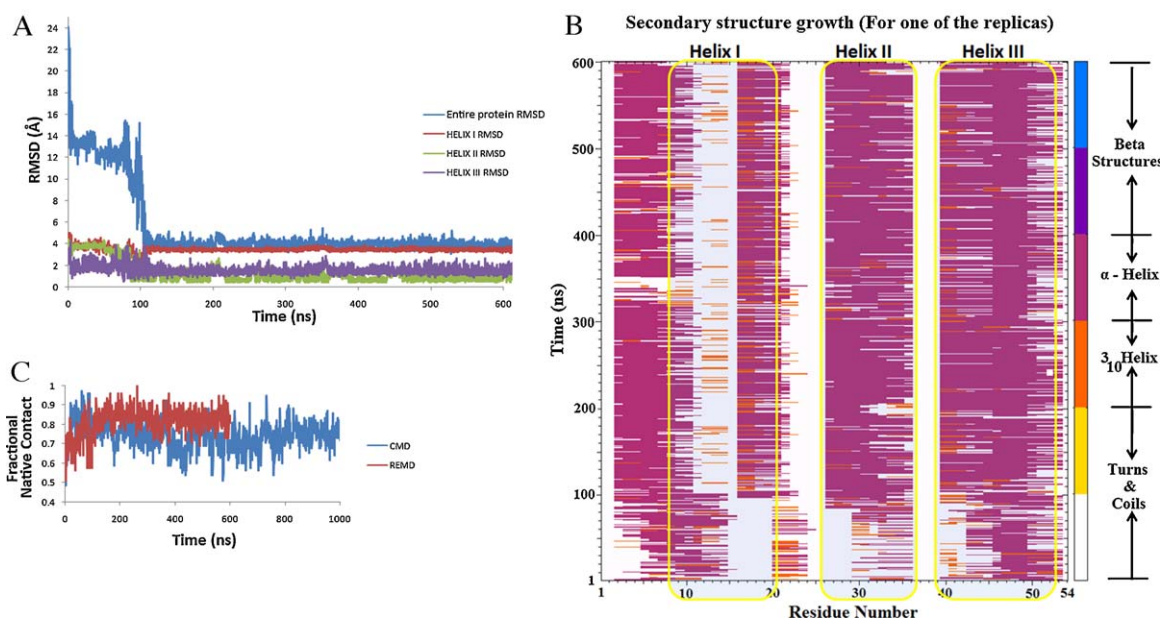 A
24
22
20
18
16
14
12
10
8
6
4
2
0
RMSD (Å)
0
100
200
300
400
500
600
Time (ns)
Entire protein RMSD
HELIX I RMSD
HELIX II RMSD
HELIX III RMSD
C
1
0.9
0.8
0.7
0.6
0.5
0.4
Fractional
Native Contact
0
200
400
600
800
1000
Time (ns)
CMD
REMD
B
Secondary structure growth (For one of the replicas)
Helix I
Helix II
Helix III
600
500
400
300
200
100
1
Time (ns)
1
10
20
30
40
50
54
Residue Number
Beta
Structures
α - Helix
3 Helix
10
Turns
&
Coils